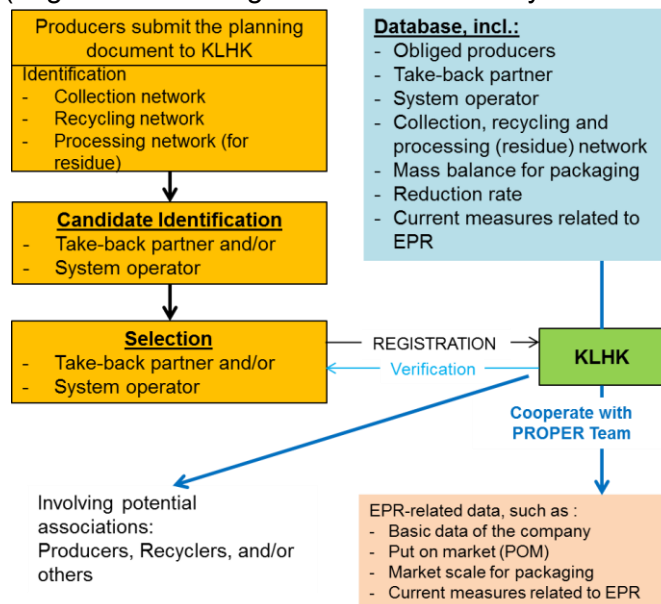 Producers submit the planning
document to KLHK
Identification
- Collection network
- Recycling network
- Processing network (for
residue)
Candidate Identification
- Take-back partner and/or
- System operator
Selection
- Take-back partner and/or
- System operator
Database, incl.:
- Obliged producers
- Take-back partner
- System operator
- Collection, recycling and
processing (residue) network
- Mass balance for packaging
- Reduction rate
- Current measures related to
EPR
REGISTRATION
Verification
KLHK
Cooperate with
PROPER Team
Involving potential
associations:
Producers, Recyclers, and/or
others
EPR-related data, such as :
- Basic data of the company
- Put on market (POM)
- Market scale for packaging
- Current measures related to EPR